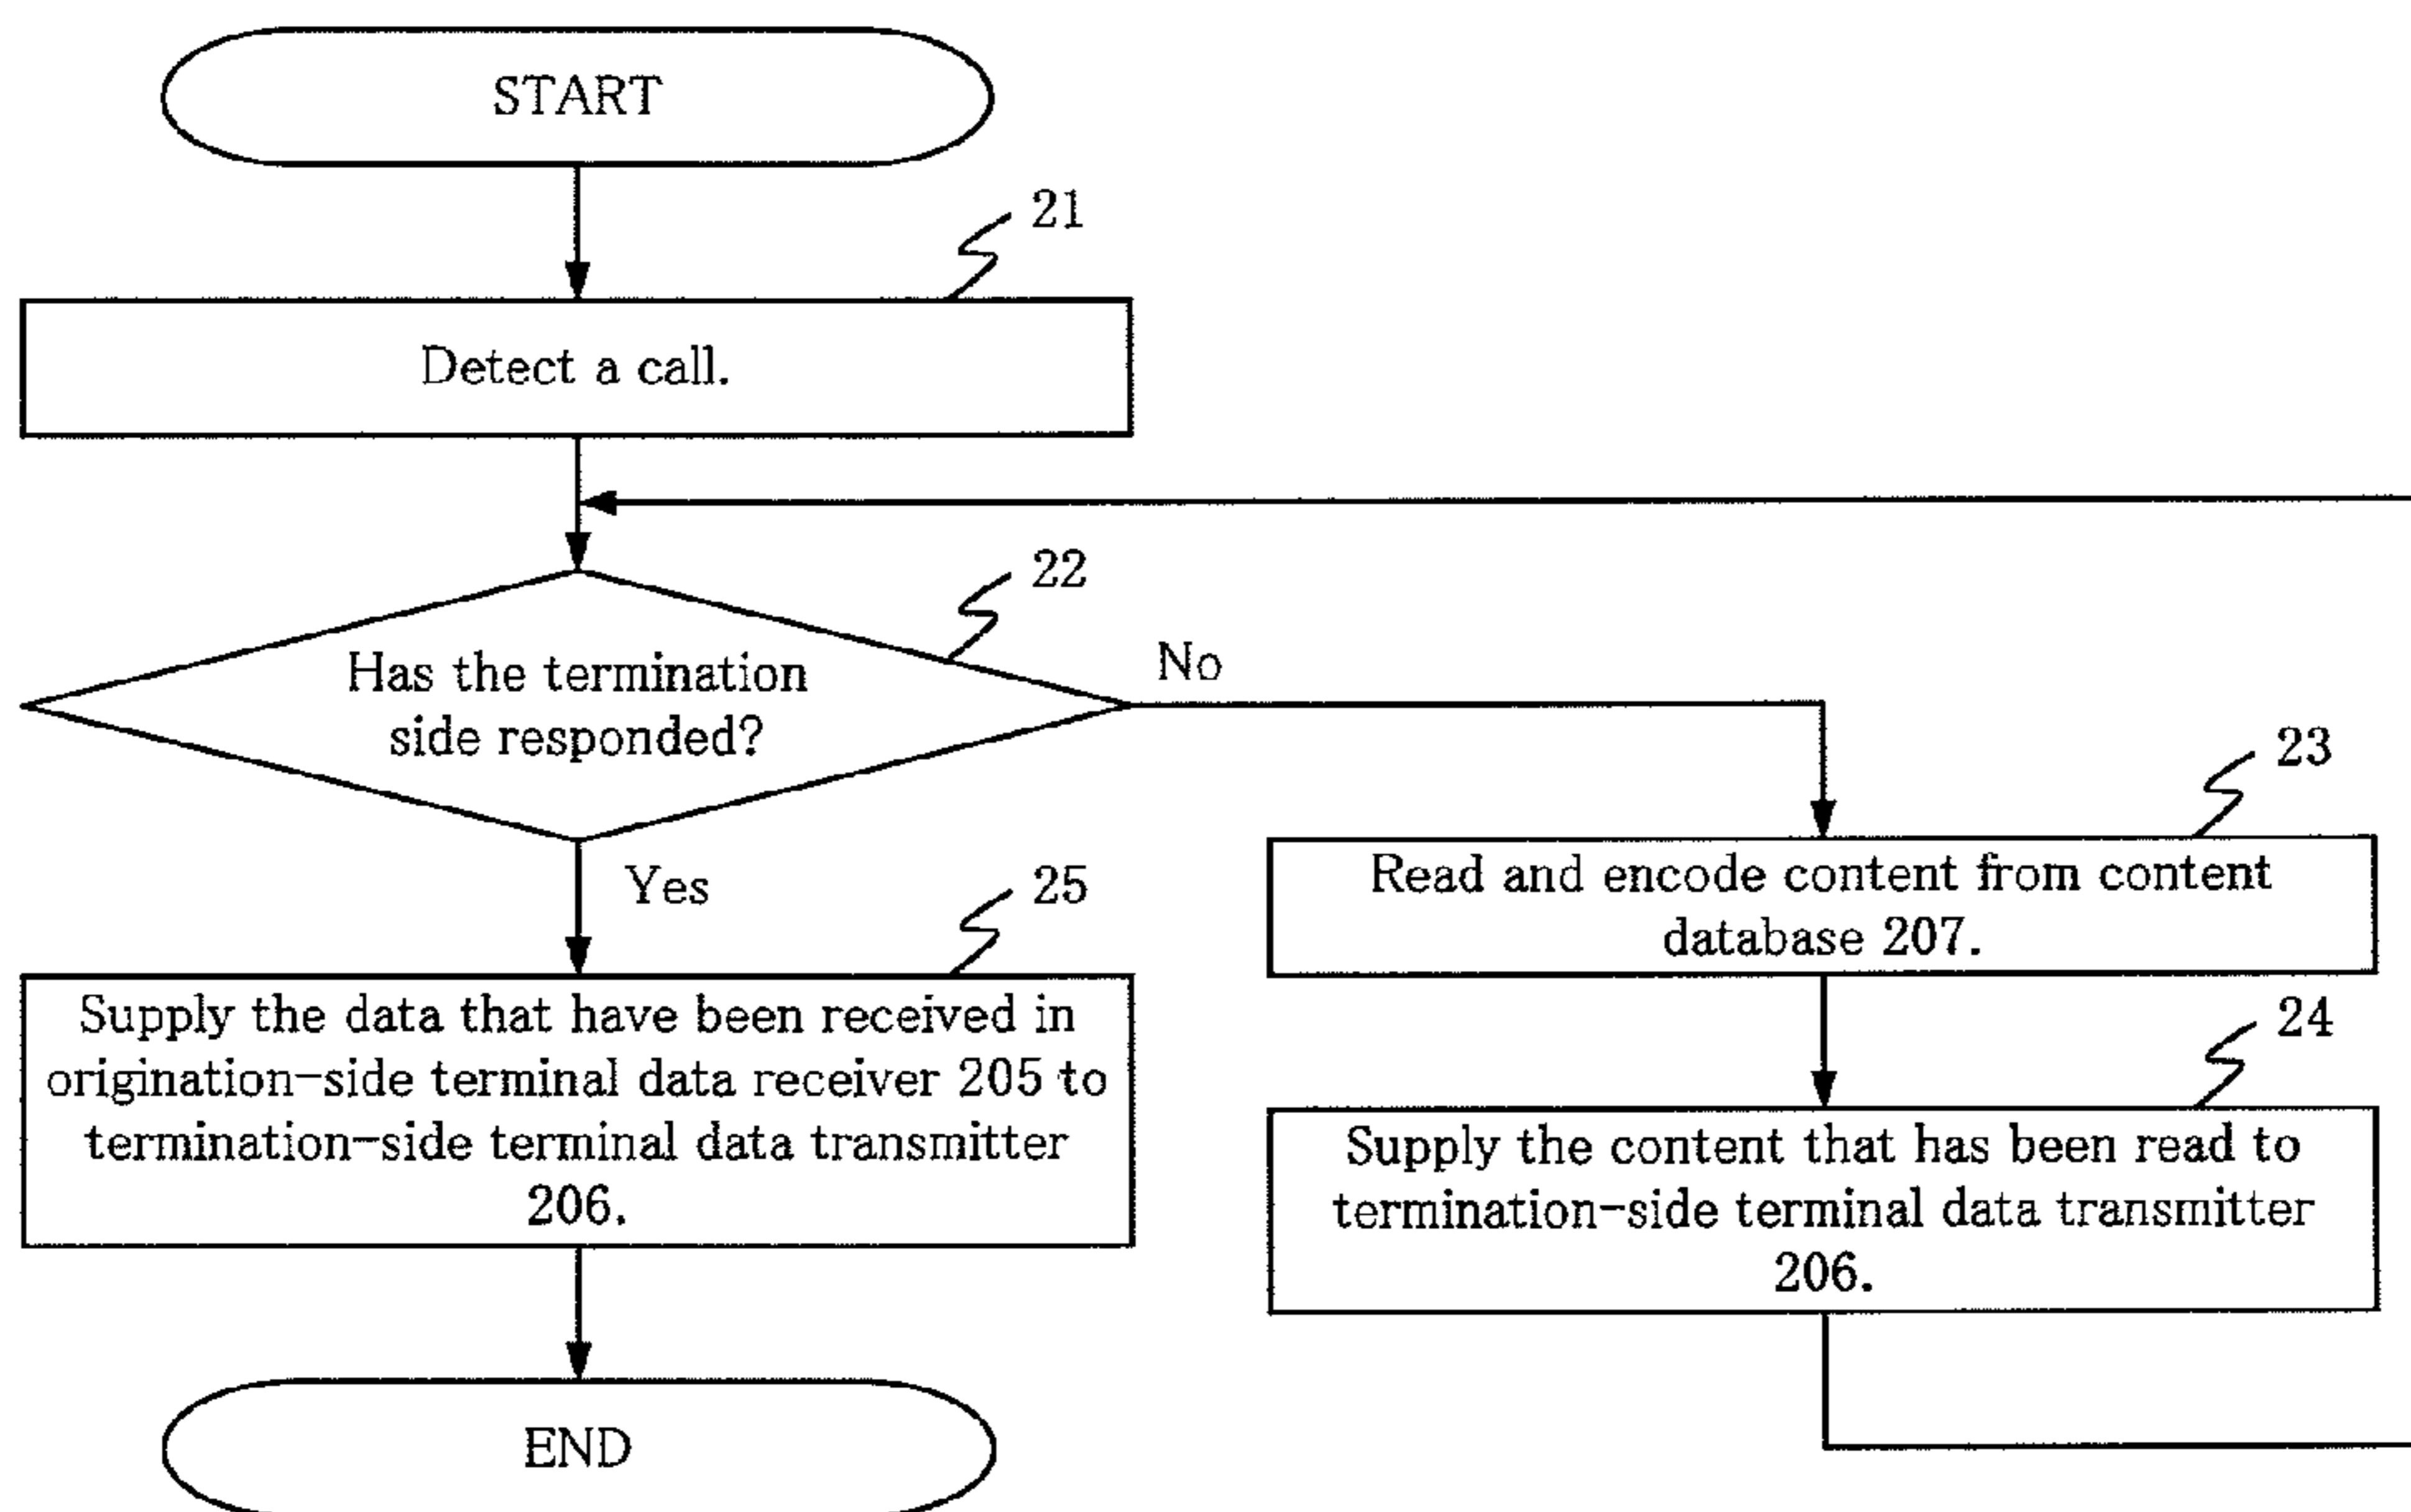 START
21
Detect a call.
22
Has the termination
side responded?
No
Yes
23
Read and encode content from content
database 207.
25
Supply the data that have been received in
origination-side terminal data receiver 205 to
termination-side terminal data transmitter
206.
24
Supply the content that has been read to
termination-side terminal data transmitter
206.
END